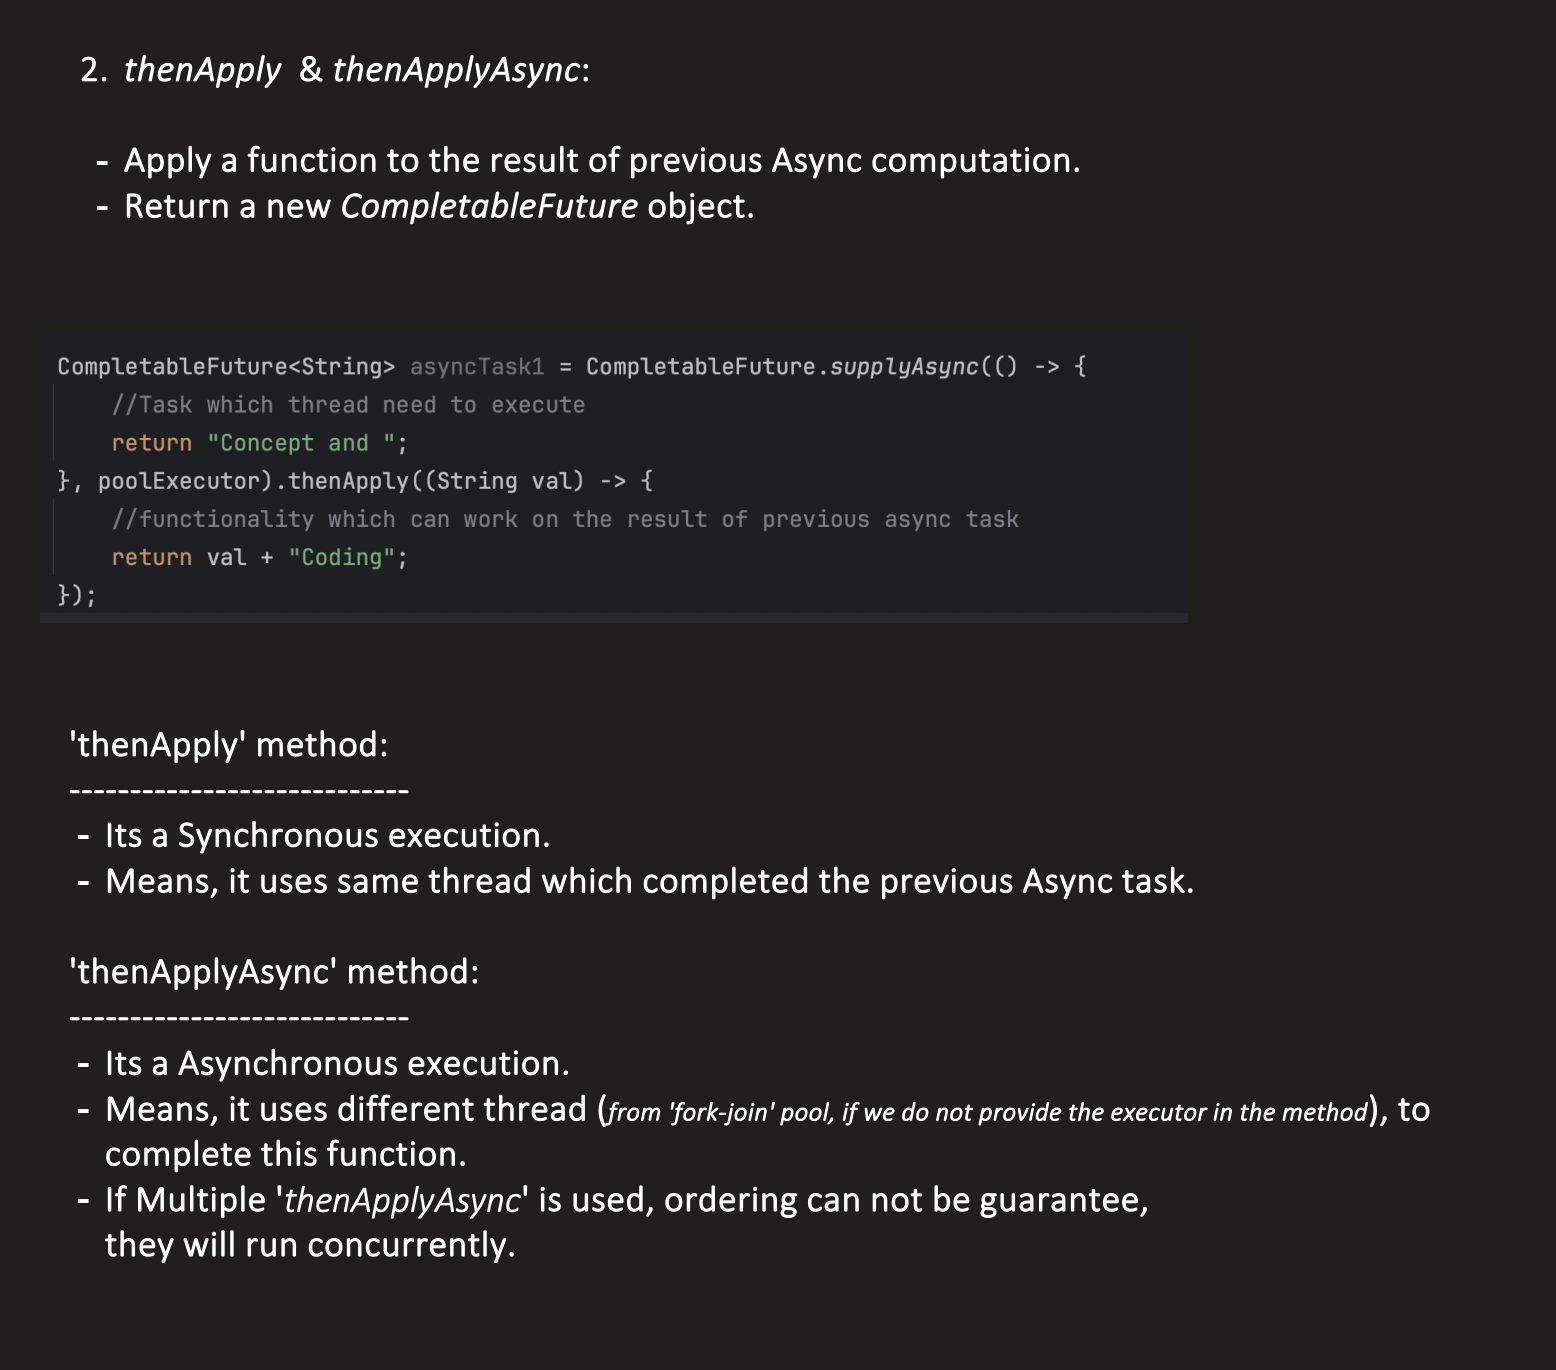 2. thenApply & thenApplyAsync:
- Apply a function to the result of previous Async computation.
- Return a new CompletableFuture object.
CompletableFuture<String> asyncTask1 = CompletableFuture.supplyAsync(() -> {
//Task which thread need to execute
return "Concept and ";
}, poolExecutor).thenApply((String val) -> {
//functionality which can work on the result of previous async task
return val + "Coding";
});
'thenApply' method:
----------------------------
- Its a Synchronous execution.
- Means, it uses same thread which completed the previous Async task.
'thenApplyAsync' method:
----------------------------
- Its a Asynchronous execution.
- Means, it uses different thread (from 'fork-join' pool, if we do not provide the executor in the method), to
complete this function.
- If Multiple 'thenApplyAsync' is used, ordering can not be guarantee,
they will run concurrently.